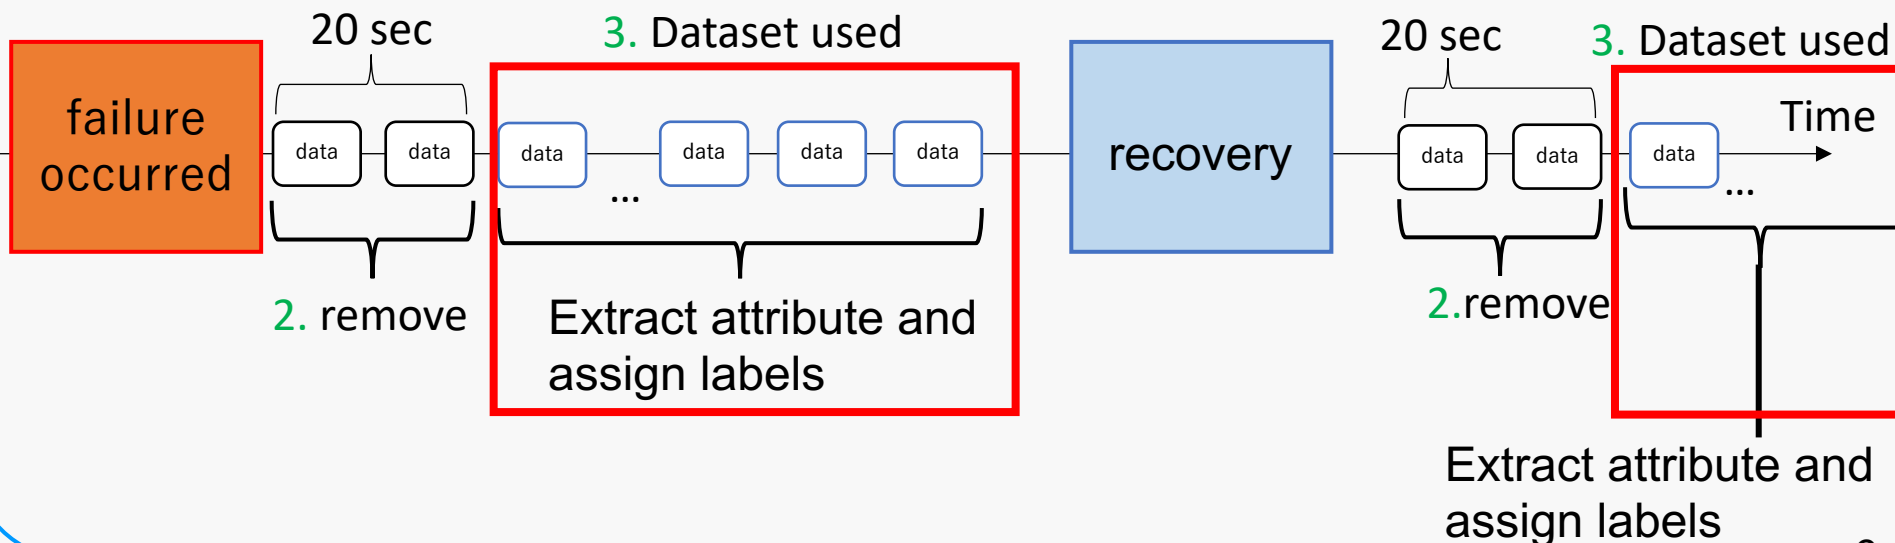 20 sec
3. Dataset used
failure
occurred
data
data
data
data
data
data
...
2. remove
Extract attribute and
assign labels
recovery
20 sec
3. Dataset used
Time
data
data
data
...
2.remove
Extract attribute and
assign labels